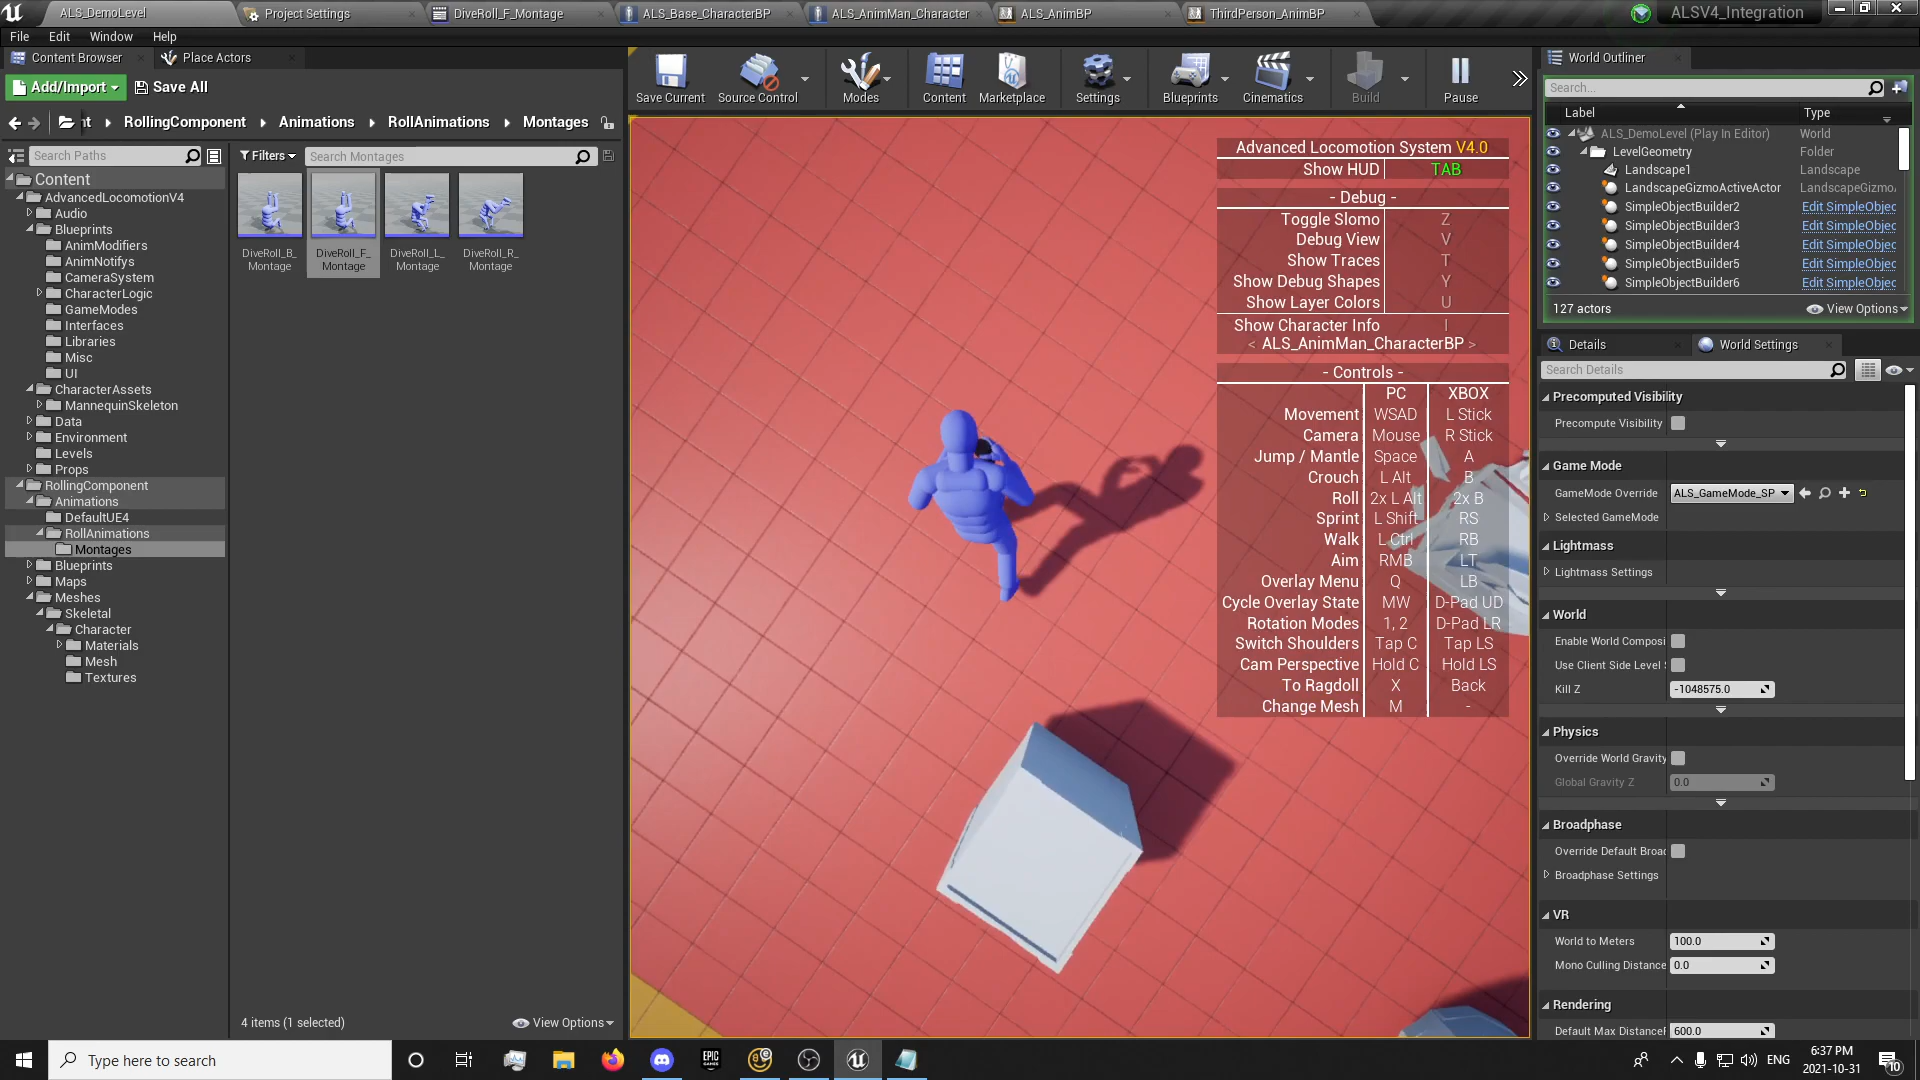 ALS_DemoLevel
Project Settings
DiveRoll_F_Montage
ALS_Base_CharacterBP
ALS_AnimMan_Character
ALS_AnimBP
ThirdPerson_AnimBP
ALSV4_Integration
File Edit Window Help
Content Browser
Place Actors
Add/Import
Save All
nt RollingComponent Animations RollAnimations Montages
Search Paths
Filters
Search Montages
Content
AdvancedLocomotionV4
Audio
Blueprints
AnimModifiers
AnimNotifys
CameraSystem
CharacterLogic
GameModes
Interfaces
Libraries
Misc
UI
CharacterAssets
MannequinSkeleton
Data
Environment
Levels
Props
RollingComponent
Animations
DefaultUE4
RollAnimations
Montages
Blueprints
Maps
Meshes
Skeletal
Character
Materials
Mesh
Textures
DiveRoll_B_
Montage
DiveRoll_F_
Montage
DiveRoll_L_
Montage
DiveRoll_R_
Montage
4 items (1 selected)
View Options
Save Current
Source Control
Modes
Content
Marketplace
Settings
Blueprints
Cinematics
Build
Pause
Advanced Locomotion System V4.0
Show HUD TAB
- Debug -
Toggle Slomo Z
Debug View V
Show Traces T
Show Debug Shapes Y
Show Layer Colors U
Show Character Info I
< ALS_AnimMan_CharacterBP >
- Controls -
PC XBOX
Movement WSAD L Stick
Camera Mouse R Stick
Jump / Mantle Space A
Crouch L Alt B
Roll 2x L Alt 2x B
Sprint L Shift RS
Walk L Ctrl RB
Aim RMB LT
Overlay Menu Q LB
Cycle Overlay State MW D-Pad UD
Rotation Modes 1, 2 D-Pad LR
Switch Shoulders Tap C Tap LS
Cam Perspective Hold C Hold LS
To Ragdoll X Back
Change Mesh M -
World Outliner
Search...
Label Type
ALS_DemoLevel (Play In Editor) World
LevelGeometry Folder
Landscape1 Landscape
LandscapeGizmoActiveActor LandscapeGizmo
SimpleObjectBuilder2 Edit SimpleObjec
SimpleObjectBuilder3 Edit SimpleObjec
SimpleObjectBuilder4 Edit SimpleObjec
SimpleObjectBuilder5 Edit SimpleObjec
SimpleObjectBuilder6 Edit SimpleObjec
127 actors
View Options
Details
World Settings
Search Details
Precomputed Visibility
Precompute Visibility
Game Mode
GameMode Override ALS_GameMode_SP
Selected GameMode
Lightmass
Lightmass Settings
World
Enable World Composi
Use Client Side Level
Kill Z -1048575.0
Physics
Override World Gravity
Global Gravity Z 0.0
Broadphase
Override Default Broad
Broadphase Settings
VR
World to Meters 100.0
Mono Culling Distance 0.0
Rendering
Default Max DistanceF 600.0
Type here to search
EPIC
ENG
6:37 PM
2021-10-31
10